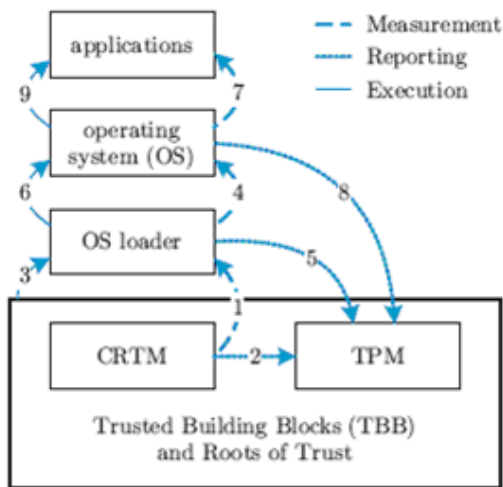 applications
Measurement
Reporting
Execution
9
7
operating
system (OS)
6
4
8
OS loader
5
3
1
CRTM
2
TPM
Trusted Building Blocks (TBB)
and Roots of Trust